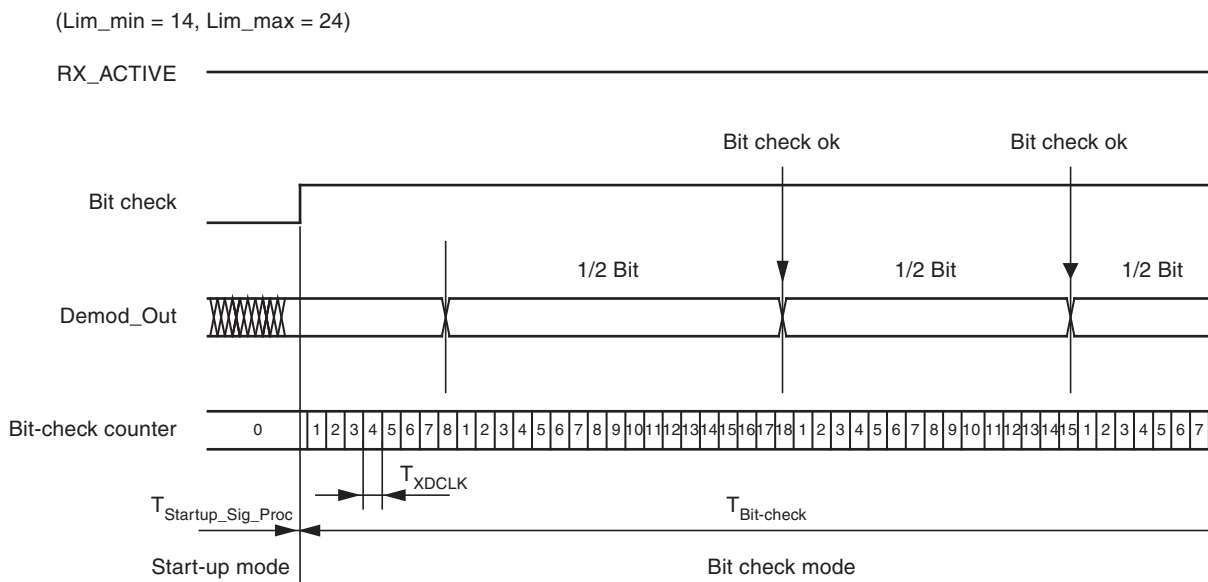 (Lim_min = 14, Lim_max = 24)
RX_ACTIVE
Bit check ok Bit check ok
Bit check
1/2 Bit 1/2 Bit 1/2 Bit
Demod_Out
Bit-check counter 0 1 2 3 4 5 6 7 8 1 2 3 4 5 6 7 8 9 10 11 12 13 14 15 16 17 18 1 2 3 4 5 6 7 8 9 10 11 12 13 14 15 1 2 3 4 5 6 7
TXDCLK
TStartup_Sig_Proc TBit-check
Start-up mode Bit check mode